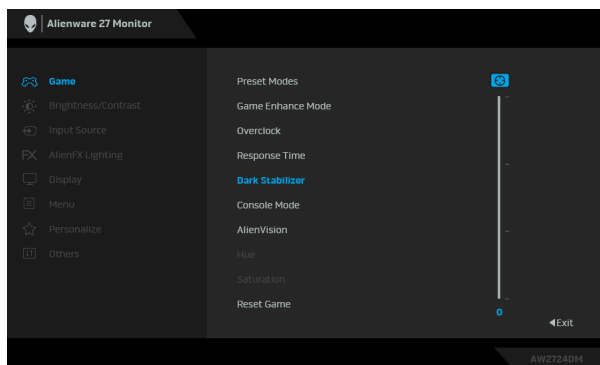 Alienware 27 Monitor
Game
Brightness/Contrast
Input Source
AlienFX Lighting
Display
Menu
Personalize
Others
Preset Modes
Game Enhance Mode
Overclock
Response Time
Dark Stabilizer
Console Mode
AlienVision
Hue
Saturation
Reset Game
0
Exit
AW2724DM